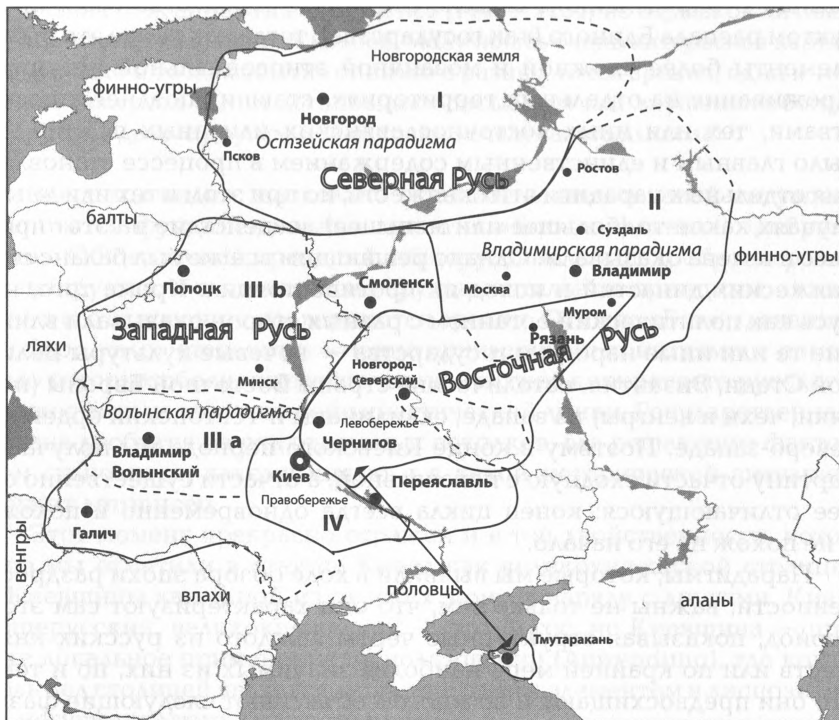 Новгородская земля
финно-угры
I
Новгород
Псков
Остзейская парадигма
Северная Русь
Ростов
II
балты
Суздаль
Владимирская парадигма
финно-угры
Полоцк
Смоленск
Москва
Владимир
III b
Муром
Западная Русь
Рязань
ляхи
Новгород-
Северский
Восточная Русь
Минск
Волынская парадигма
Левобережье
III a
Чернигов
Владимир
Волынский
Киев
Переяславль
Правобережье
IV
Галич
венгры
влахи
половцы
аланы
Тмутаракань